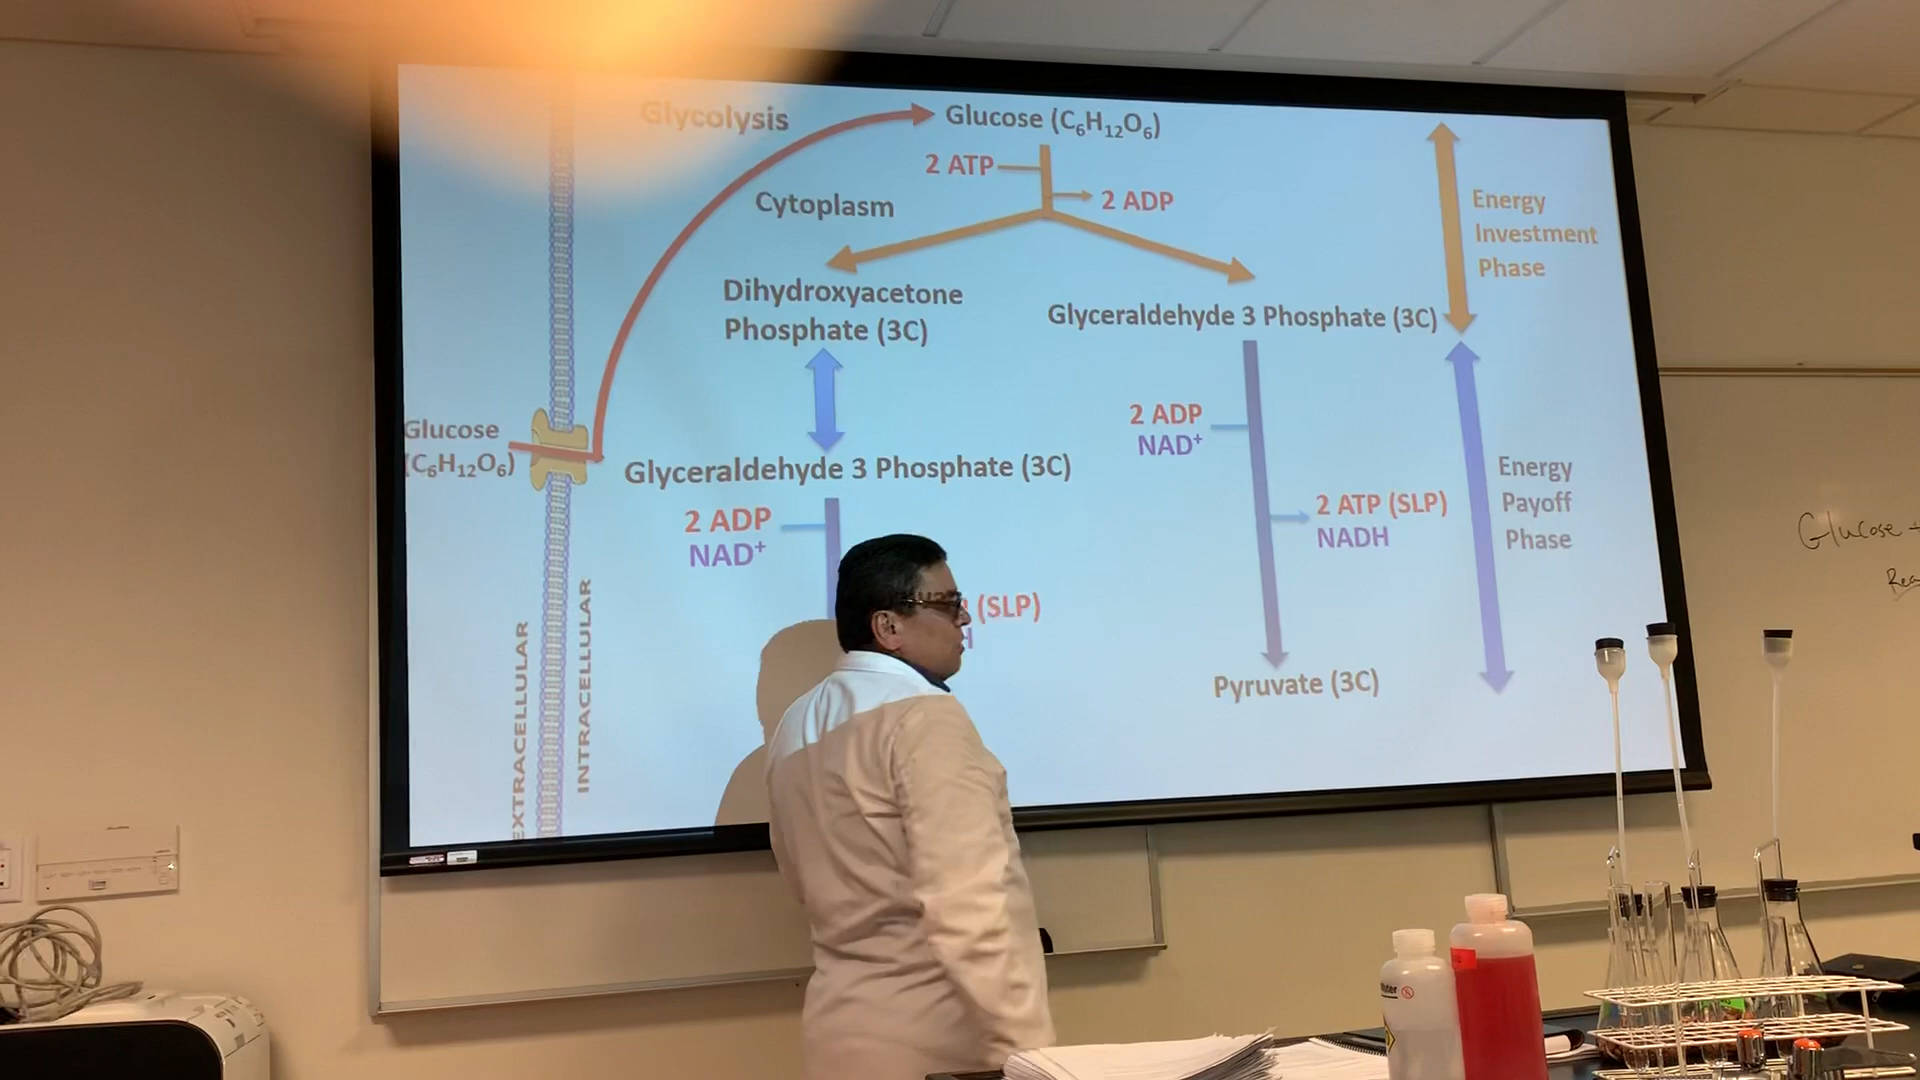 Glycolysis
Glucose (C₆H₁₂O₆)
2 ATP
2 ADP
Cytoplasm
Energy
Investment
Phase
Dihydroxyacetone
Phosphate (3C)
Glyceraldehyde 3 Phosphate (3C)
Glucose
(C₆H₁₂O₆)
2 ADP
NAD⁺
Glyceraldehyde 3 Phosphate (3C)
2 ATP (SLP)
NADH
Energy
Payoff
Phase
2 ADP
NAD⁺
(SLP)
H
Pyruvate (3C)
EXTRACELLULAR
INTRACELLULAR
Glucose +